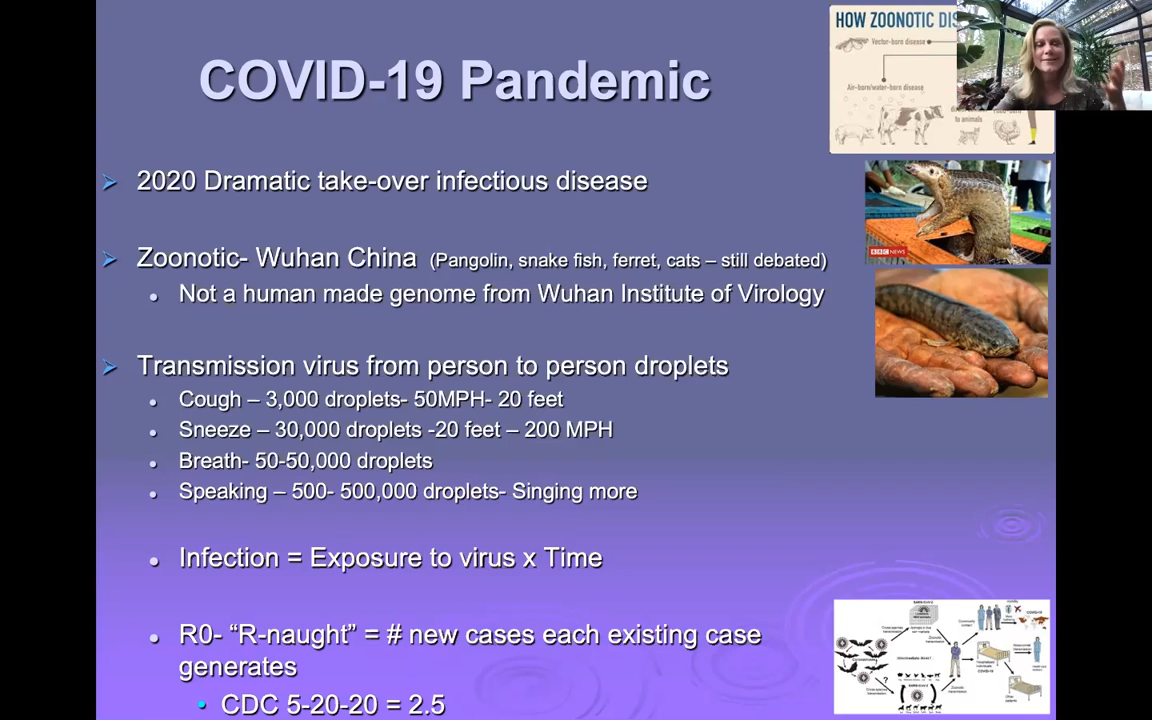 COVID-19 Pandemic
HOW ZOONOTIC DIS
Vector-born disease
Air-born/water-born disease
to animals
2020 Dramatic take-over infectious disease
Zoonotic- Wuhan China (Pangolin, snake fish, ferret, cats – still debated)
Not a human made genome from Wuhan Institute of Virology
BBC NEWS
Transmission virus from person to person droplets
Cough – 3,000 droplets- 50MPH- 20 feet
Sneeze – 30,000 droplets -20 feet – 200 MPH
Breath- 50-50,000 droplets
Speaking – 500- 500,000 droplets- Singing more
Infection = Exposure to virus x Time
R0- “R-naught” = # new cases each existing case
generates
CDC 5-20-20 = 2.5